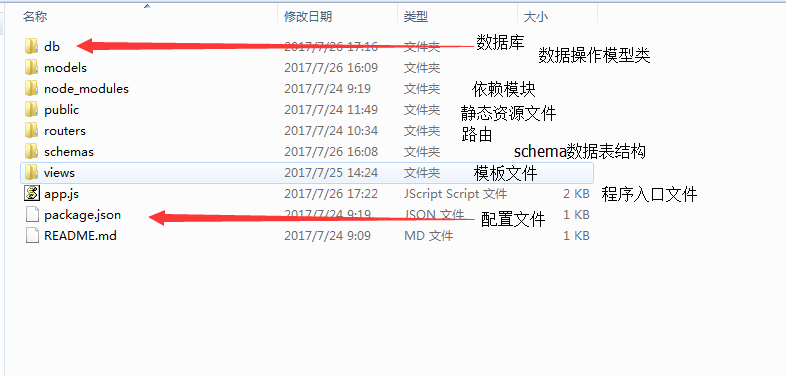 名称 修改日期 类型 大小
db 2017/7/26 17:16 文件夹 数据库
数据操作模型类
models 2017/7/26 16:09 文件夹
node_modules 2017/7/24 9:19 文件夹 依赖模块
public 2017/7/24 11:49 文件夹 静态资源文件
routers 2017/7/24 10:34 文件夹 路由
schemas 2017/7/26 16:08 文件夹 schema数据表结构
views 2017/7/25 14:24 文件夹 模板文件
app.js 2017/7/26 17:22 JScript Script 文件 2 KB 程序入口文件
package.json 2017/7/24 9:19 JSON 文件 1 KB 配置文件
README.md 2017/7/24 9:09 MD 文件 1 KB